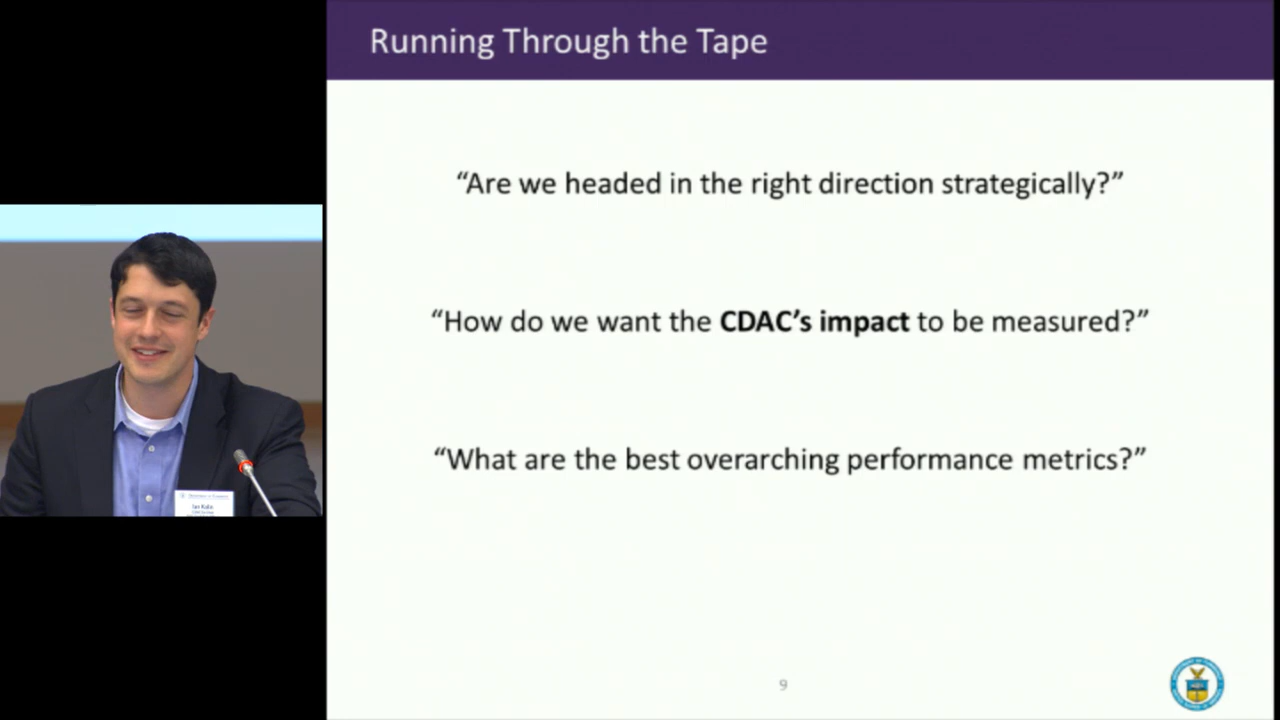 Running Through the Tape
“Are we headed in the right direction strategically?”
“How do we want the CDAC’s impact to be measured?”
“What are the best overarching performance metrics?”
9